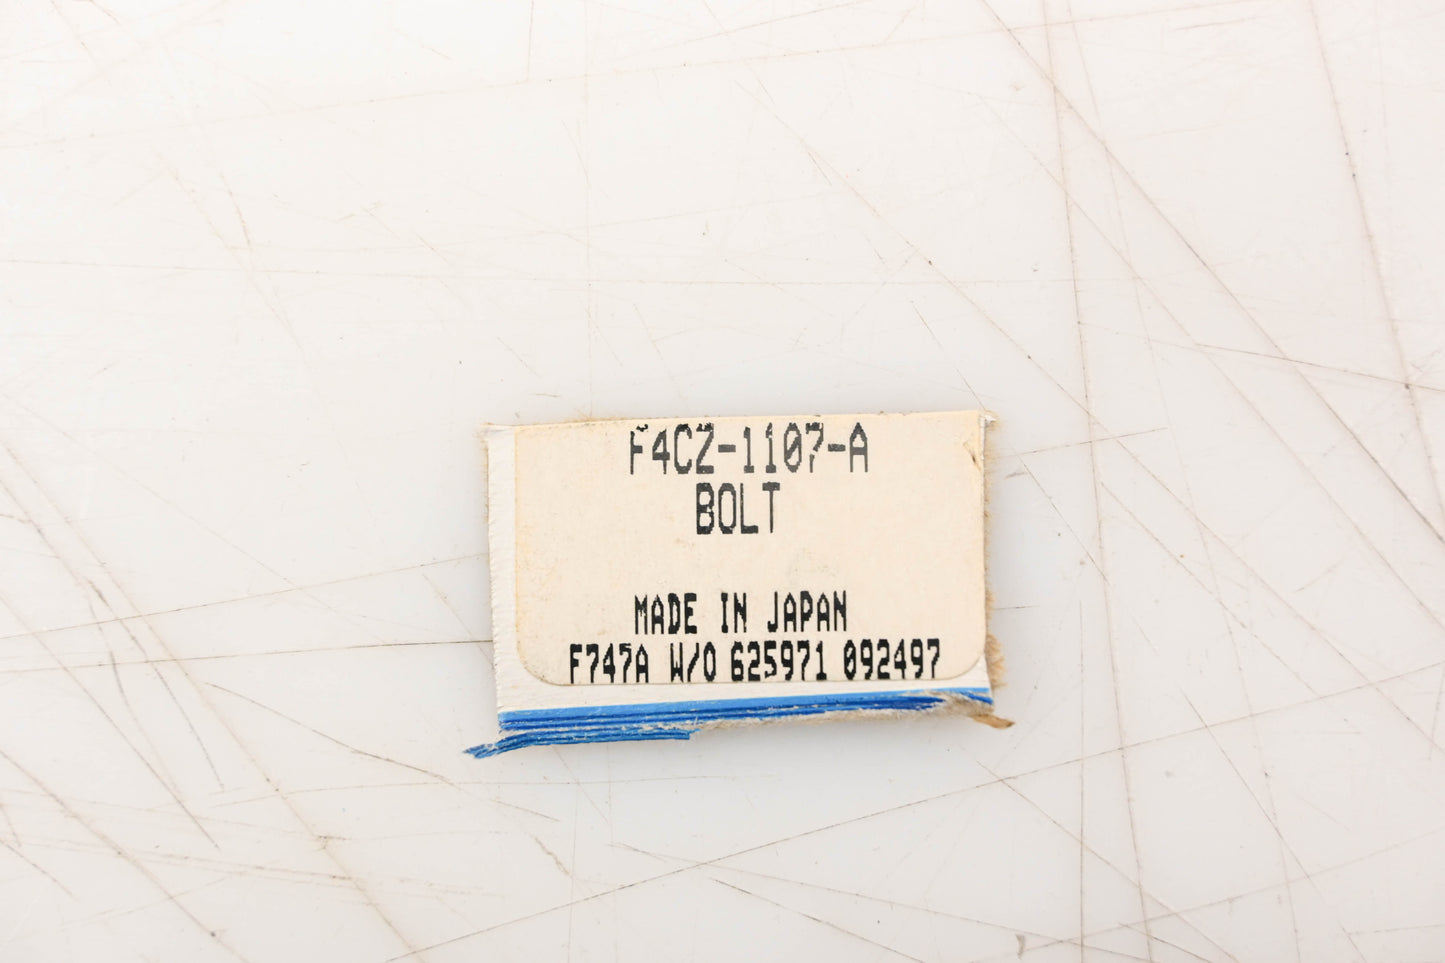 F4CZ-1107-A
BOLT
MADE IN JAPAN
F747A W/O 625971 092497